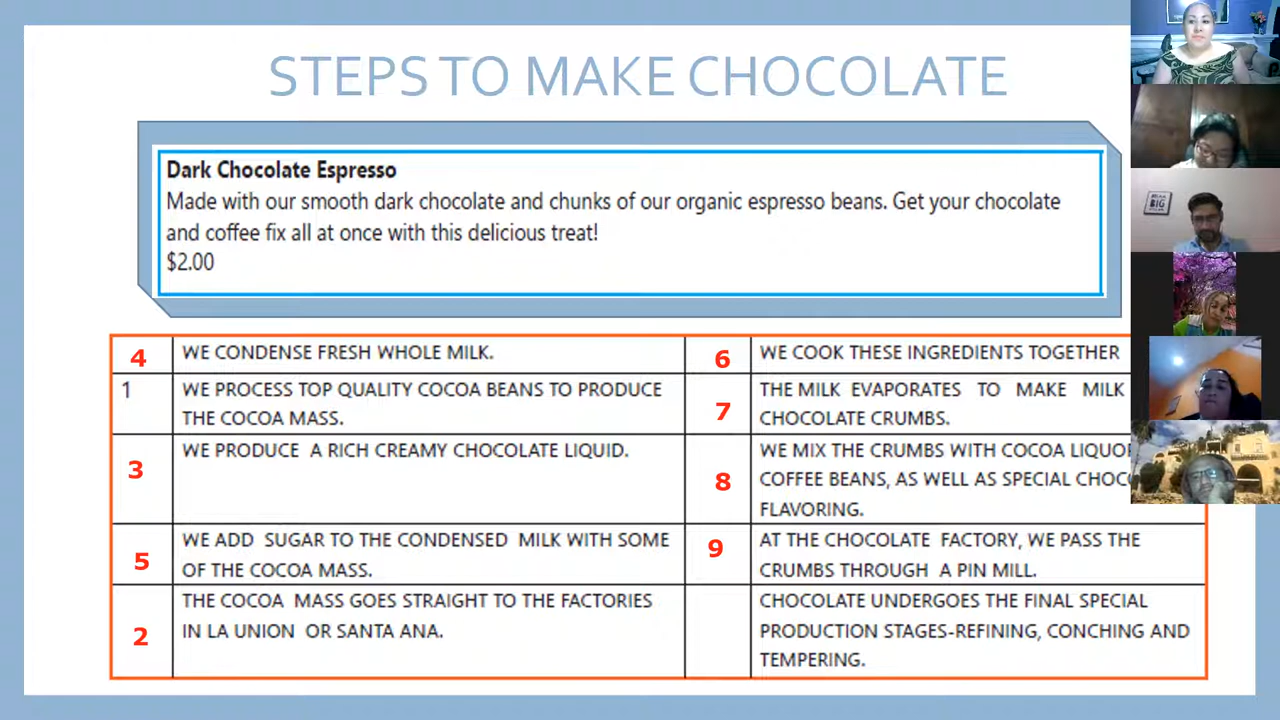 STEPS TO MAKE CHOCOLATE
Dark Chocolate Espresso
Made with our smooth dark chocolate and chunks of our organic espresso beans. Get your chocolate
and coffee fix all at once with this delicious treat!
$2.00
4 WE CONDENSE FRESH WHOLE MILK.
1 WE PROCESS TOP QUALITY COCOA BEANS TO PRODUCE
THE COCOA MASS.
3 WE PRODUCE A RICH CREAMY CHOCOLATE LIQUID.
5 WE ADD SUGAR TO THE CONDENSED MILK WITH SOME
OF THE COCOA MASS.
2 THE COCOA MASS GOES STRAIGHT TO THE FACTORIES
IN LA UNION OR SANTA ANA.
6 WE COOK THESE INGREDIENTS TOGETHER
7 THE MILK EVAPORATES TO MAKE MILK
CHOCOLATE CRUMBS.
8 WE MIX THE CRUMBS WITH COCOA
COFFEE BEANS, AS WELL AS SPECIAL
FLAVORING.
9 AT THE CHOCOLATE FACTORY, WE PASS THE
CRUMBS THROUGH A PIN MILL.
CHOCOLATE UNDERGOES THE FINAL SPECIAL
PRODUCTION STAGES-REFINING, CONCHING AND
TEMPERING.
BIG